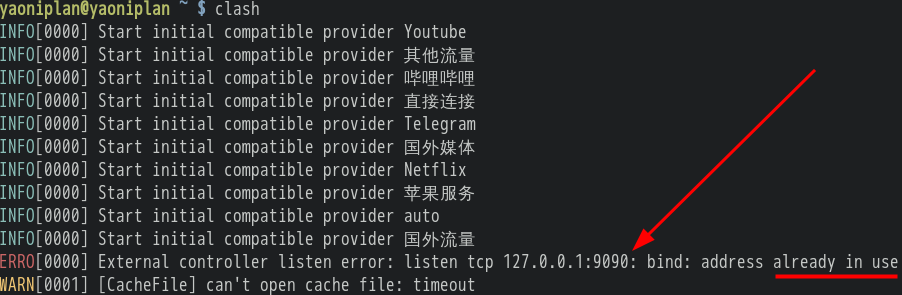 yaoniplan@yaoniplan ~ $ clash
INFO[0000] Start initial compatible provider Youtube
INFO[0000] Start initial compatible provider 其他流量
INFO[0000] Start initial compatible provider 哔哩哔哩
INFO[0000] Start initial compatible provider 直接连接
INFO[0000] Start initial compatible provider Telegram
INFO[0000] Start initial compatible provider 国外媒体
INFO[0000] Start initial compatible provider Netflix
INFO[0000] Start initial compatible provider 苹果服务
INFO[0000] Start initial compatible provider auto
INFO[0000] Start initial compatible provider 国外流量
ERRO[0000] External controller listen error: listen tcp 127.0.0.1:9090: bind: address already in use
WARN[0001] [CacheFile] can't open cache file: timeout